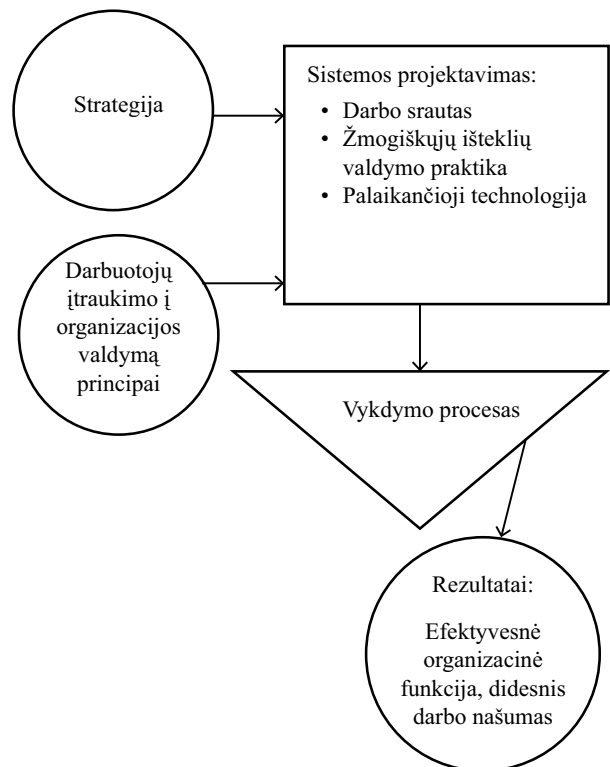 Strategija
Sistemos projektavimas:
• Darbo srautas
• Žmogiškųjų išteklių
valdymo praktika
• Palaikančioji technologija
Darbuotojų
įtraukimo į
organizacijos
valdymą
principai
Vykdymo procesas
Rezultatai:
Efektyvesnė
organizacinė
funkcija, didesnis
darbo našumas